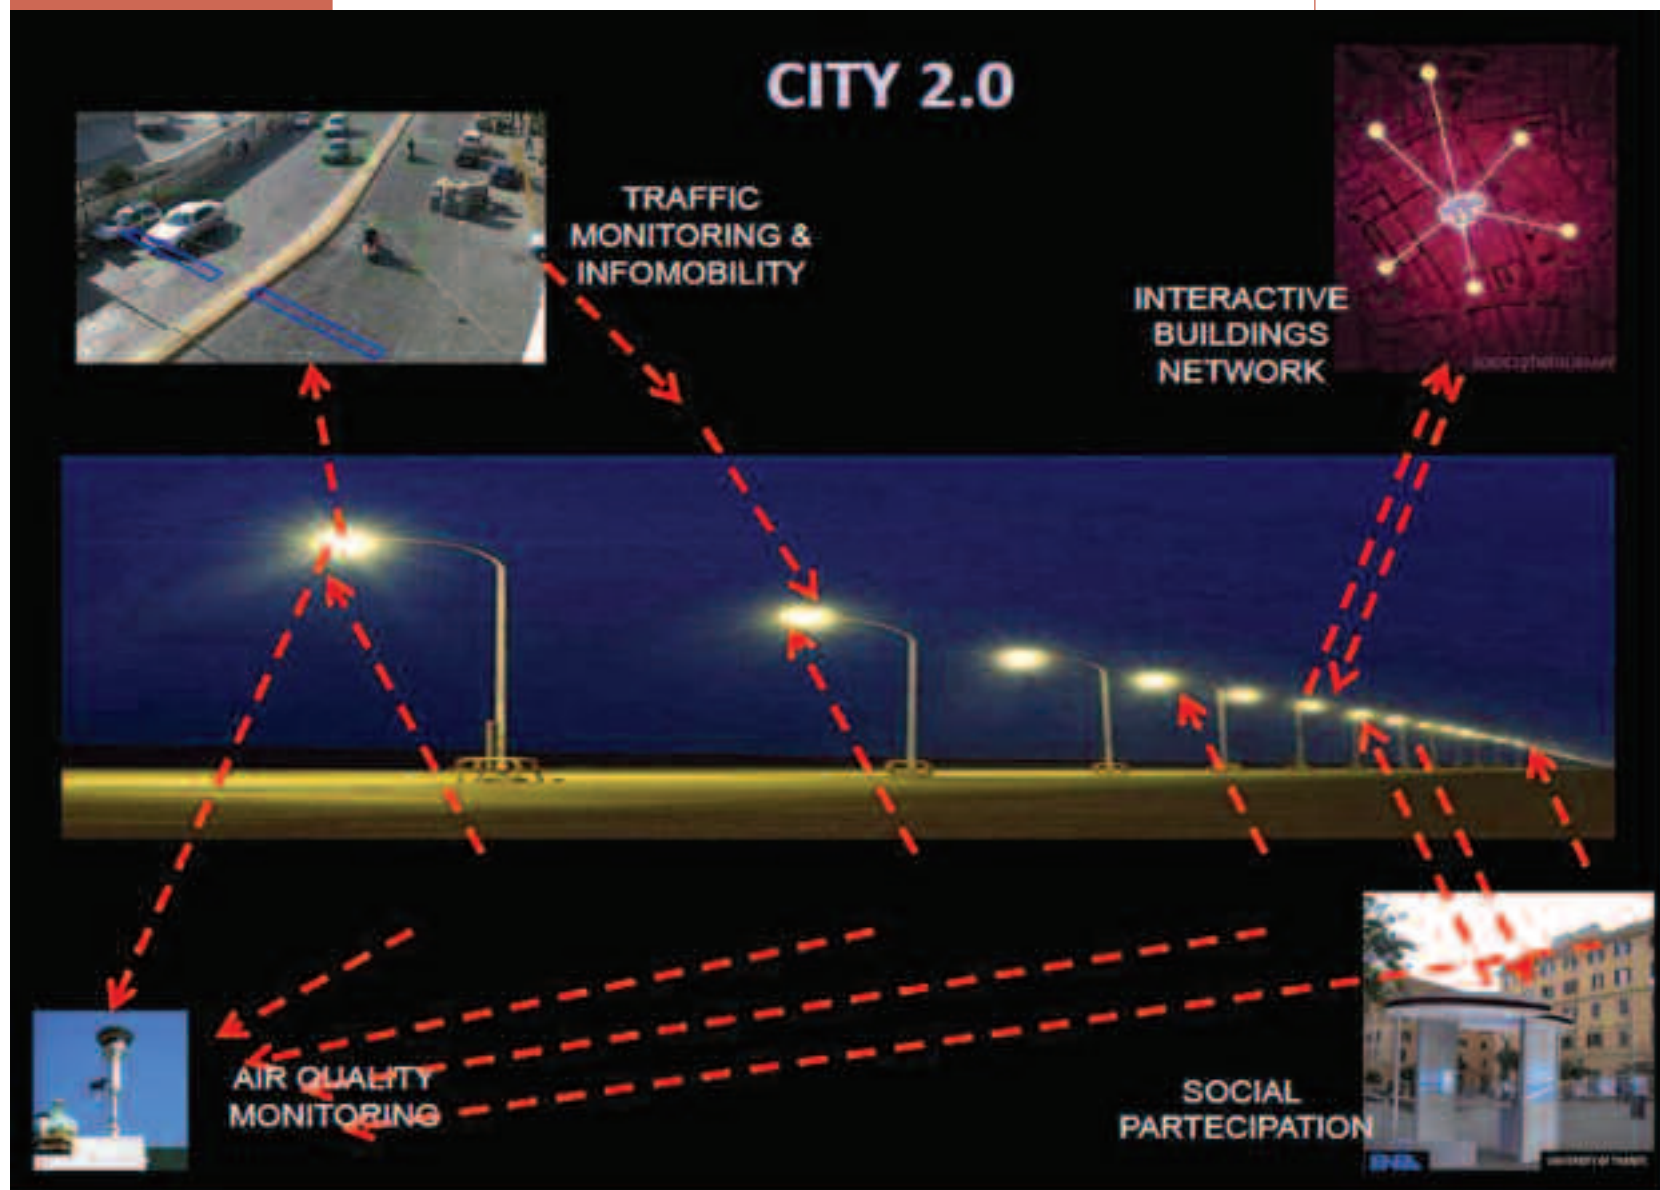 CITY 2.0
TRAFFIC
MONITORING &
INFOMOBILITY
INTERACTIVE
BUILDINGS
NETWORK
AIR QUALITY
MONITORING
SOCIAL
PARTECIPATION